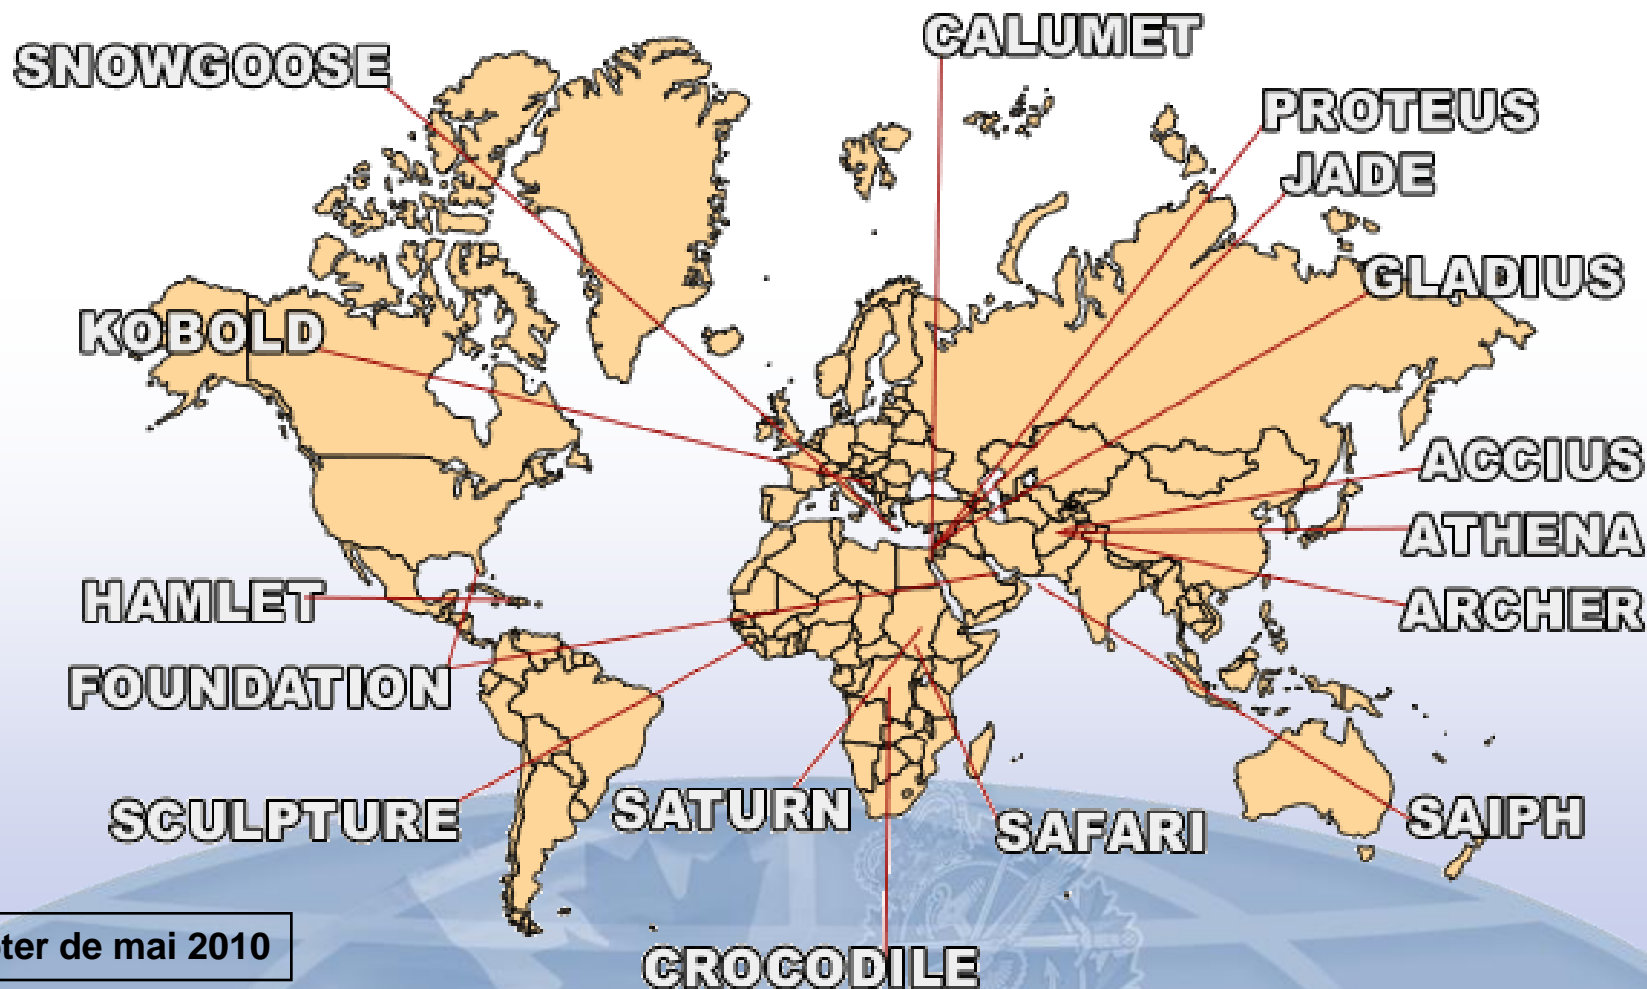 CALUMET
SNOWGOOSE
PROTEUS
JADE
GLADIUS
KOBOLD
ACCIUS
ATHENA
HAMLET
ARCHER
FOUNDATION
SCULPTURE
SATURN
SAFARI
SAIPH
de mai 2010
CROCODILE